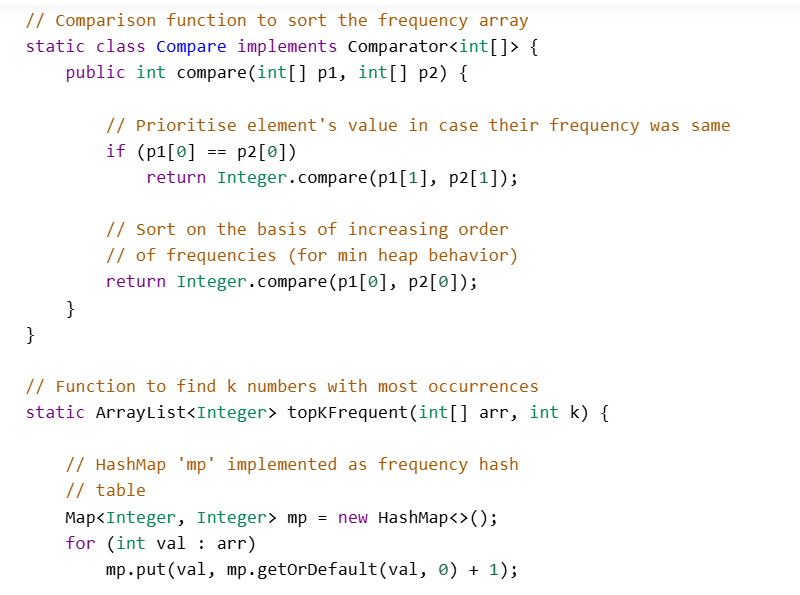 // Comparison function to sort the frequency array
static class Compare implements Comparator<int[]> {
    public int compare(int[] p1, int[] p2) {
        // Prioritise element's value in case their frequency was same
        if (p1[0] == p2[0])
            return Integer.compare(p1[1], p2[1]);
        // Sort on the basis of increasing order
        // of frequencies (for min heap behavior)
        return Integer.compare(p1[0], p2[0]);
    }
}
// Function to find k numbers with most occurrences
static ArrayList<Integer> topKFrequent(int[] arr, int k) {
    // HashMap 'mp' implemented as frequency hash
    // table
    Map<Integer, Integer> mp = new HashMap<>();
    for (int val : arr)
        mp.put(val, mp.getOrDefault(val, 0) + 1);